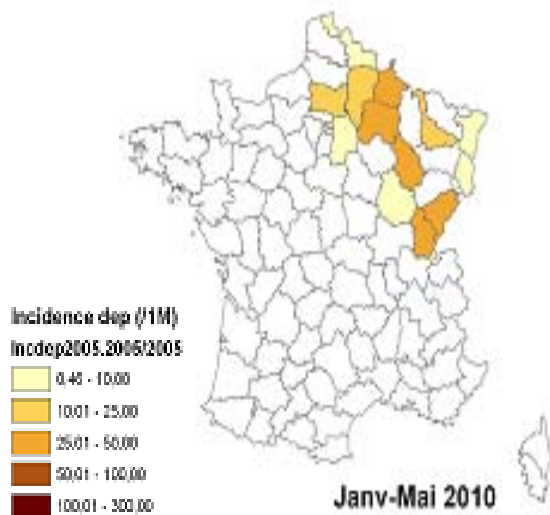 Incidence dep (/1M)
Incdep2005.2005/2005
0,46 - 10,00
10,01 - 25,00
25,01 - 50,00
50,01 - 100,00
100,01 - 300,00
Janv-Mai 2010